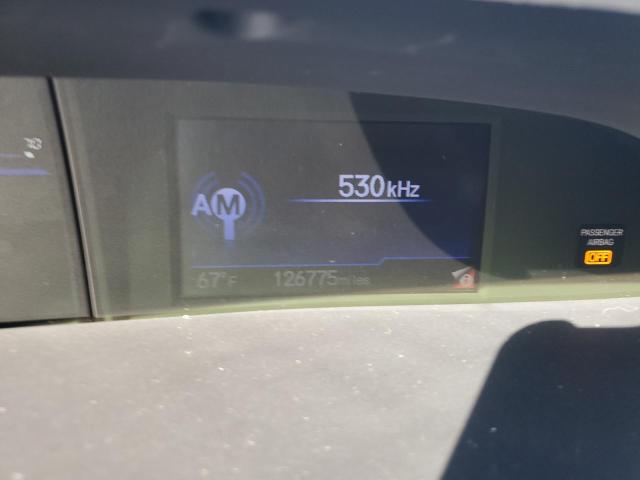 530kHz
AM
67°F 126775miles
PASSENGER
AIRBAG
OFF